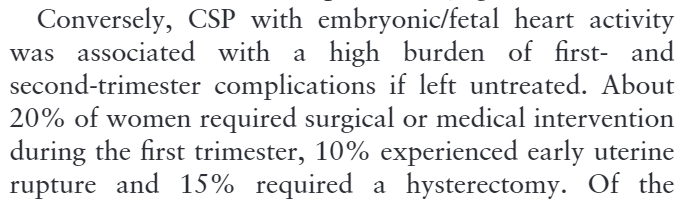 Conversely, CSP with embryonic/fetal heart activity
was associated with a high burden of first- and
second-trimester complications if left untreated. About
20% of women required surgical or medical intervention
during the first trimester, 10% experienced early uterine
rupture and 15% required a hysterectomy. Of the